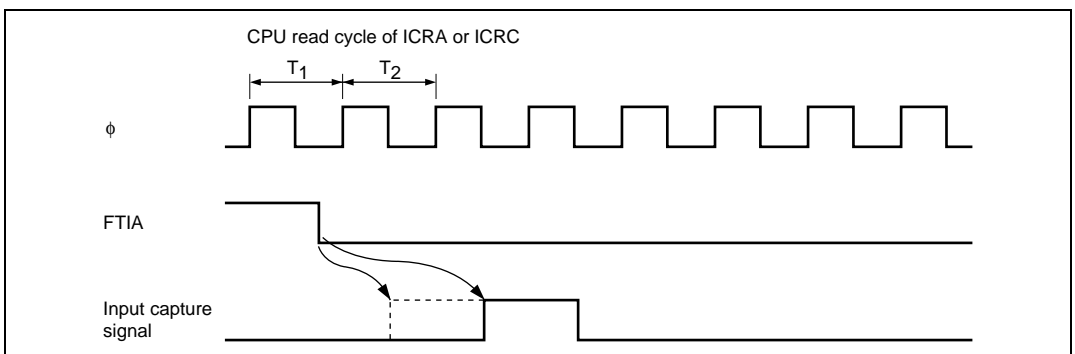 CPU read cycle of ICRA or ICRC
T1 T2
ϕ
FTIA
Input capture
signal